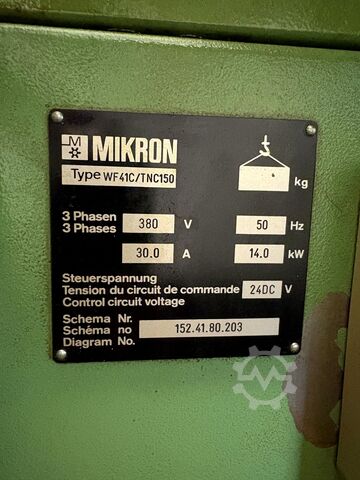 M MIKRON
Type WF41C/TNC150
kg
3 Phasen
3 Phases 380 V 50 Hz
30.0 A 14.0 kW
Steuerspannung
Tension du circuit de commande 24DC V
Control circuit voltage
Schema Nr.
Schéma no 152.41.80.203
Diagram No.